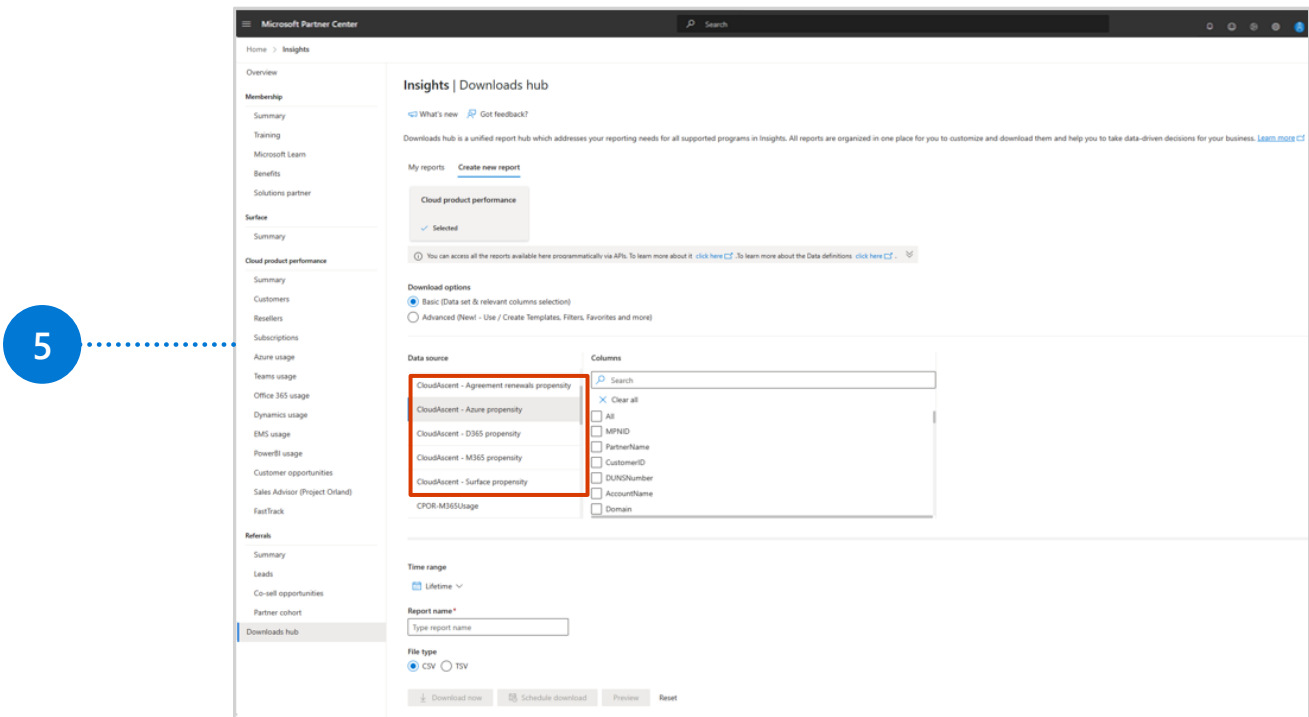 Microsoft Partner Center
Search
Home > Insights
Overview
Membership
Summary
Training
Microsoft Learn
Benefits
Solutions partner
Surface
Summary
Cloud product performance
Summary
Customers
Resellers
Subscriptions
Azure usage
Teams usage
Office 365 usage
Dynamics usage
EMS usage
PowerBI usage
Customer opportunities
Sales Advisor (Project Orland)
FastTrack
Referrals
Summary
Leads
Co-sell opportunities
Partner cohort
Downloads hub
5
Insights | Downloads hub
What's new Got feedback?
Downloads hub is a unified report hub which addresses your reporting needs for all supported programs in Insights. All reports are organized in one place for you to customize and download them and help you to take data-driven decisions for your business. Learn more
My reports Create new report
Cloud product performance
Selected
You can access all the reports available here programmatically via APIs. To learn more about it click here .To learn more about the Data definitions click here .
Download options
Basic (Data set & relevant columns selection)
Advanced (New! - Use / Create Templates, Filters, Favorites and more)
Data source
CloudAscent - Agreement renewals propensity
CloudAscent - Azure propensity
CloudAscent - D365 propensity
CloudAscent - M365 propensity
CloudAscent - Surface propensity
CPOR-M365Usage
Columns
Search
Clear all
All
MPNID
PartnerName
CustomerID
DUNSNumber
AccountName
Domain
Time range
Lifetime
Report name*
Type report name
File type
CSV TSV
Download now Schedule download Preview Reset